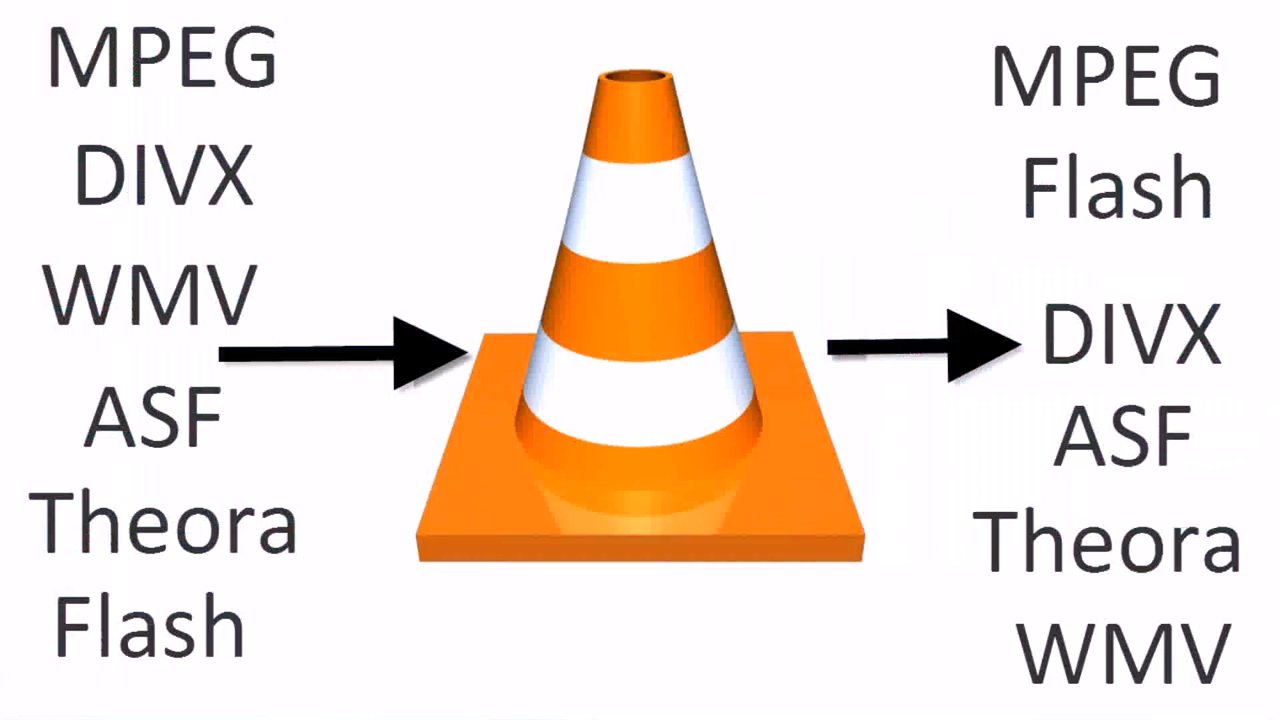 MPEG
DIVX
WMV
ASF
Theora
Flash
MPEG
Flash
DIVX
ASF
Theora
WMV